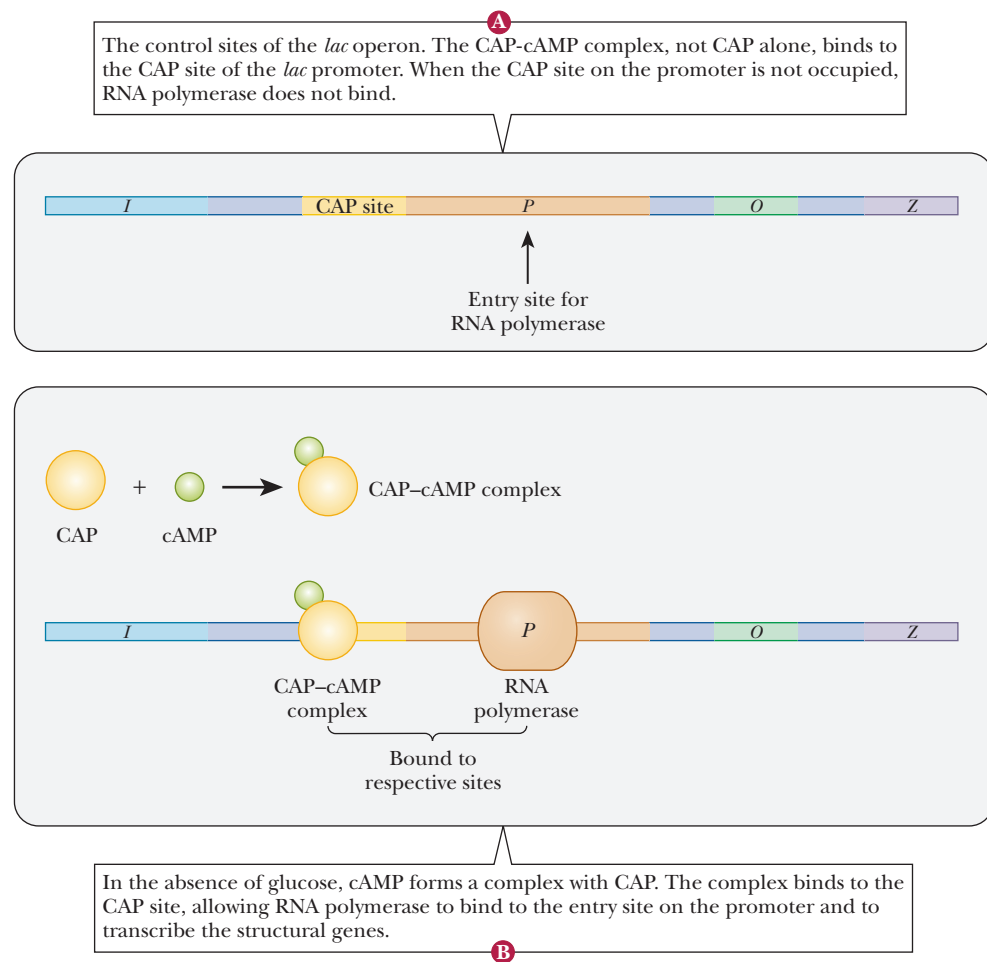 A
The control sites of the lac operon. The CAP-cAMP complex, not CAP alone, binds to
the CAP site of the lac promoter. When the CAP site on the promoter is not occupied,
RNA polymerase does not bind.
I CAP site P O Z
Entry site for
RNA polymerase
CAP + cAMP
CAP–cAMP complex
I P O Z
CAP–cAMP
complex
RNA
polymerase
Bound to
respective sites
In the absence of glucose, cAMP forms a complex with CAP. The complex binds to the
CAP site, allowing RNA polymerase to bind to the entry site on the promoter and to
transcribe the structural genes.
B